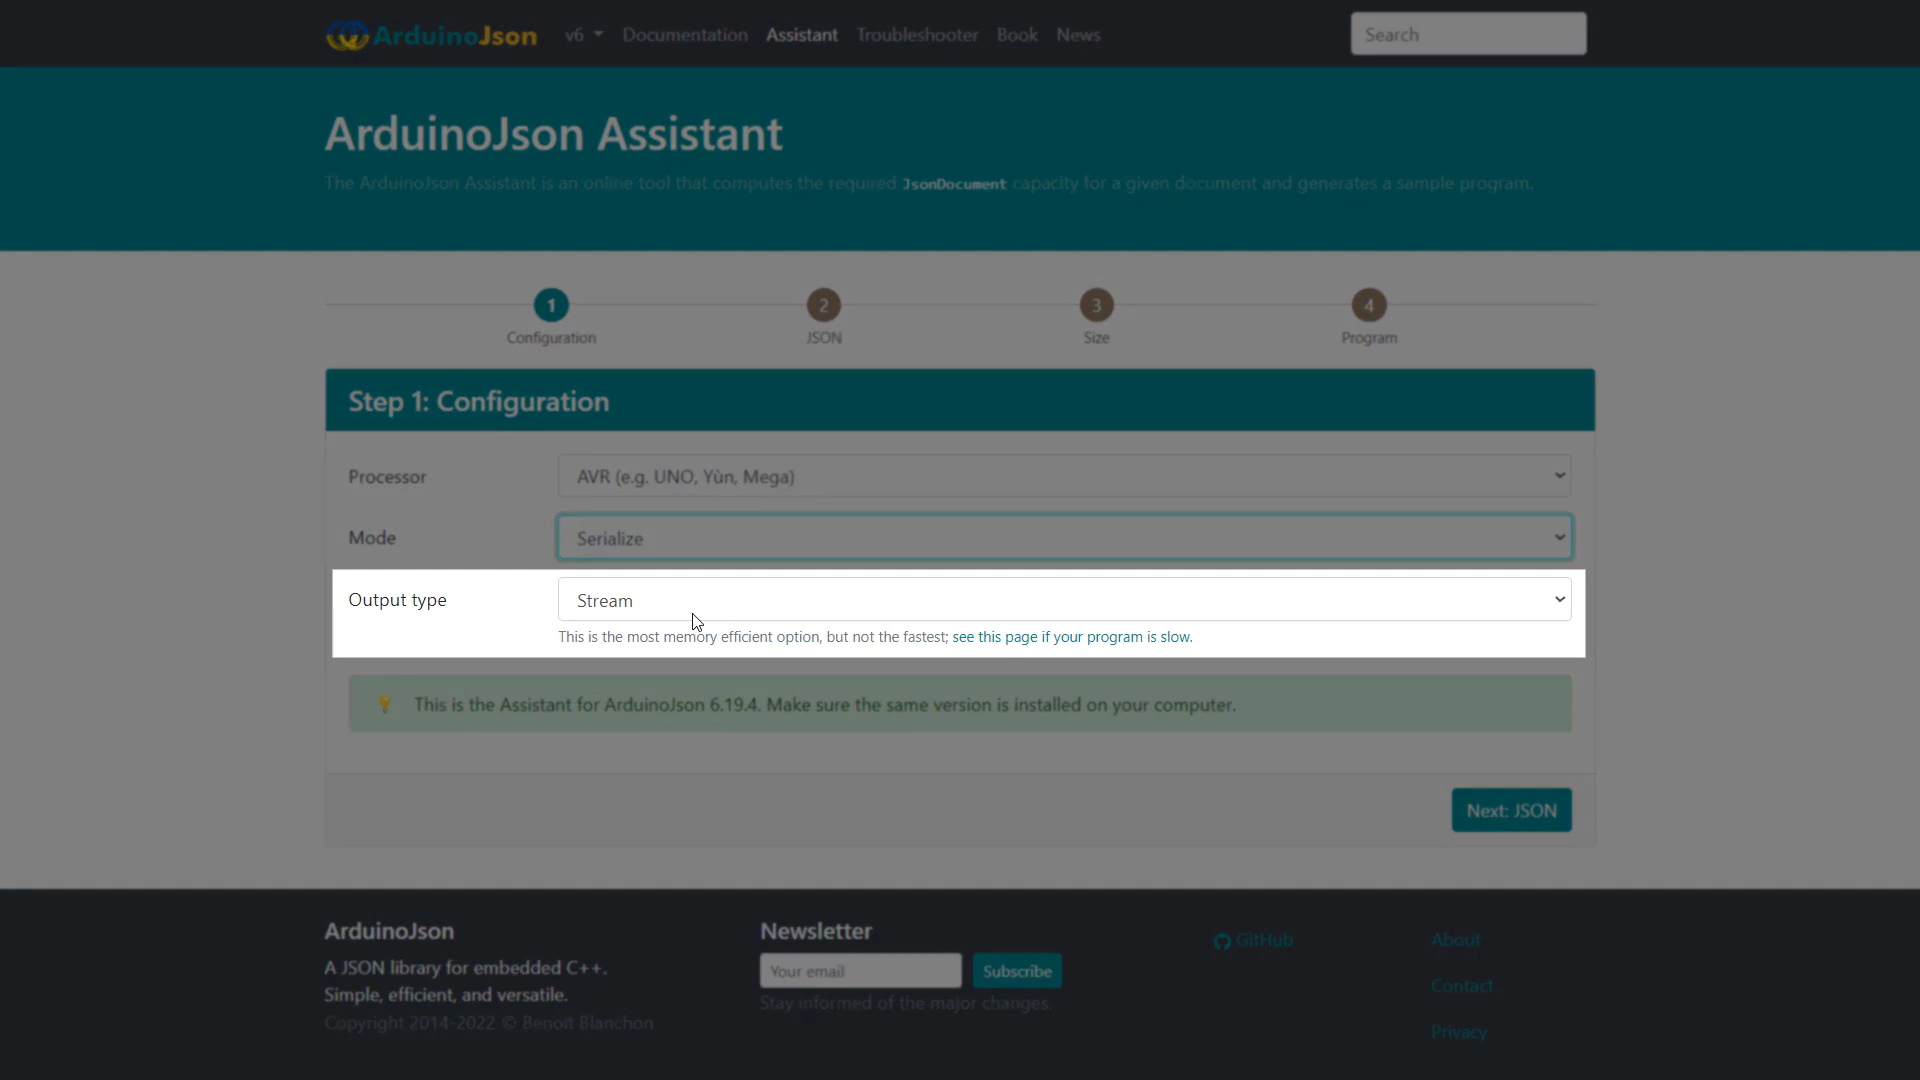 ArduinoJson
v6
Documentation
Assistant
Troubleshooter
Book
News
Search
ArduinoJson Assistant
The ArduinoJson Assistant is an online tool that computes the required JsonDocument capacity for a given document and generates a sample program.
1
2
3
4
Configuration
JSON
Size
Program
Step 1: Configuration
Processor
AVR (e.g. UNO, Yùn, Mega)
Mode
Serialize
Output type
Stream
This is the most memory efficient option, but not the fastest; see this page if your program is slow.
This is the Assistant for ArduinoJson 6.19.4. Make sure the same version is installed on your computer.
Next: JSON
ArduinoJson
A JSON library for embedded C++.
Simple, efficient, and versatile.
Copyright 2014-2022 © Benoît Blanchon
Newsletter
Your email
Subscribe
Stay informed of the major changes.
GitHub
About
Contact
Privacy